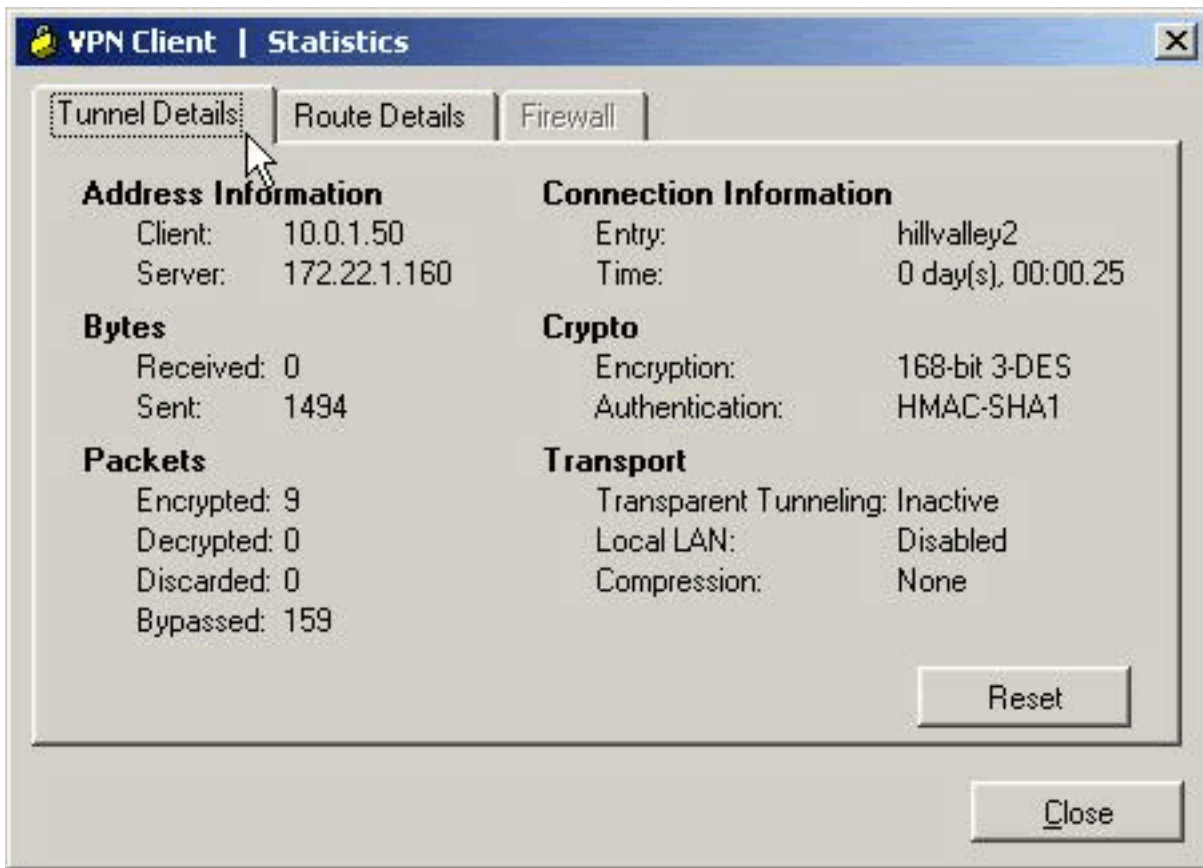 VPN Client | Statistics
Tunnel Details
Route Details
Firewall
Address Information
Client: 10.0.1.50
Server: 172.22.1.160
Bytes
Received: 0
Sent: 1494
Packets
Encrypted: 9
Decrypted: 0
Discarded: 0
Bypassed: 159
Connection Information
Entry: hillvalley2
Time: 0 day(s), 00:00.25
Crypto
Encryption: 168-bit 3-DES
Authentication: HMAC-SHA1
Transport
Transparent Tunneling: Inactive
Local LAN: Disabled
Compression: None
Reset
Close